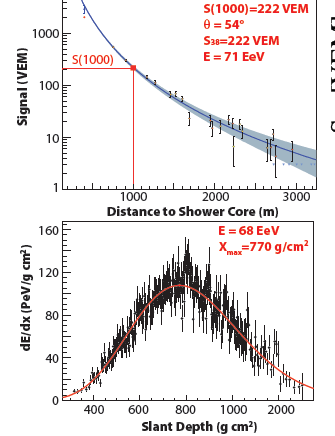 S(1000)=222 VEM
θ = 54°
S38=222 VEM
E = 71 EeV
S(1000)
Signal (VEM)
1000
100
10
1
1000
2000
3000
Distance to Shower Core (m)
E = 68 EeV
Xmax=770 g/cm²
dE/dx (PeV/g cm²)
160
120
80
40
0
400
600
800
1000
2000
Slant Depth (g cm²)